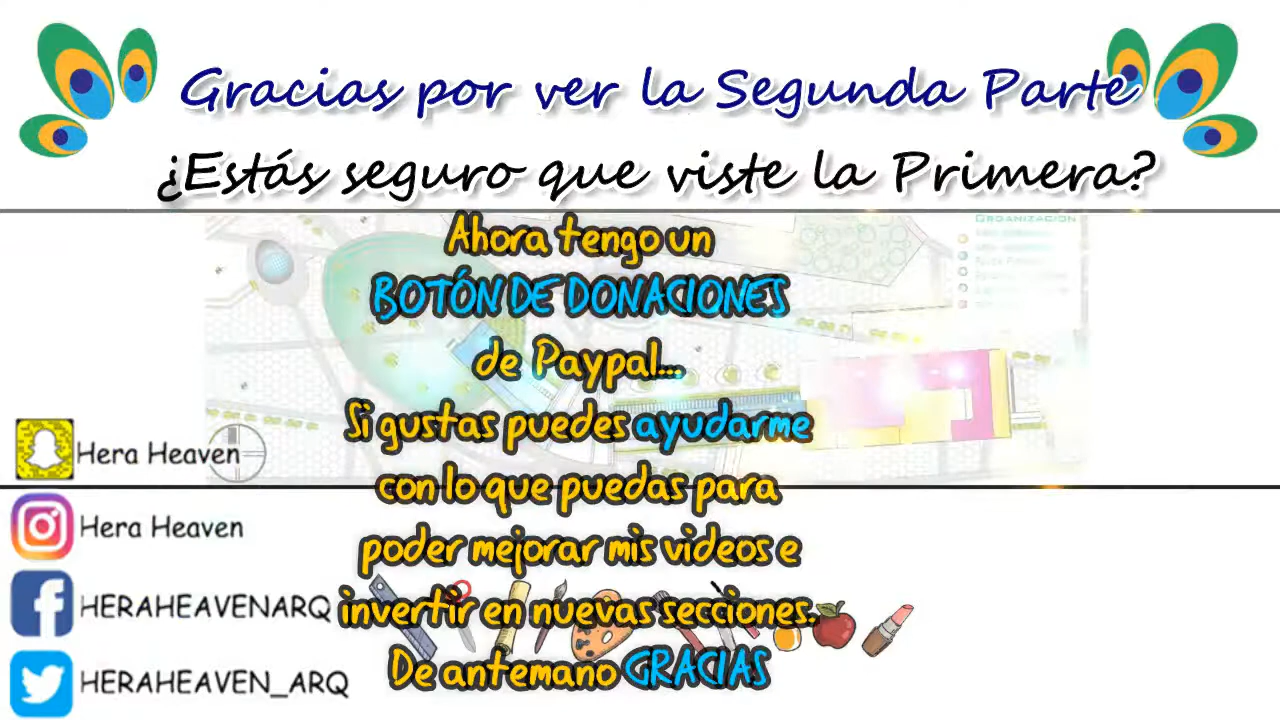 Gracias por ver la Segunda Parte
¿Estás seguro que viste la Primera?
ORGANIZACION
Ahora tengo un
BOTÓN DE DONACIONES
de Paypal...
Si gustas puedes ayudarme
con lo que puedas para
poder mejorar mis videos e
invertir en nuevas secciones.
De antemano GRACIAS
Hera Heaven
Hera Heaven
HERAHEAVENARQ
HERAHEAVEN_ARQ